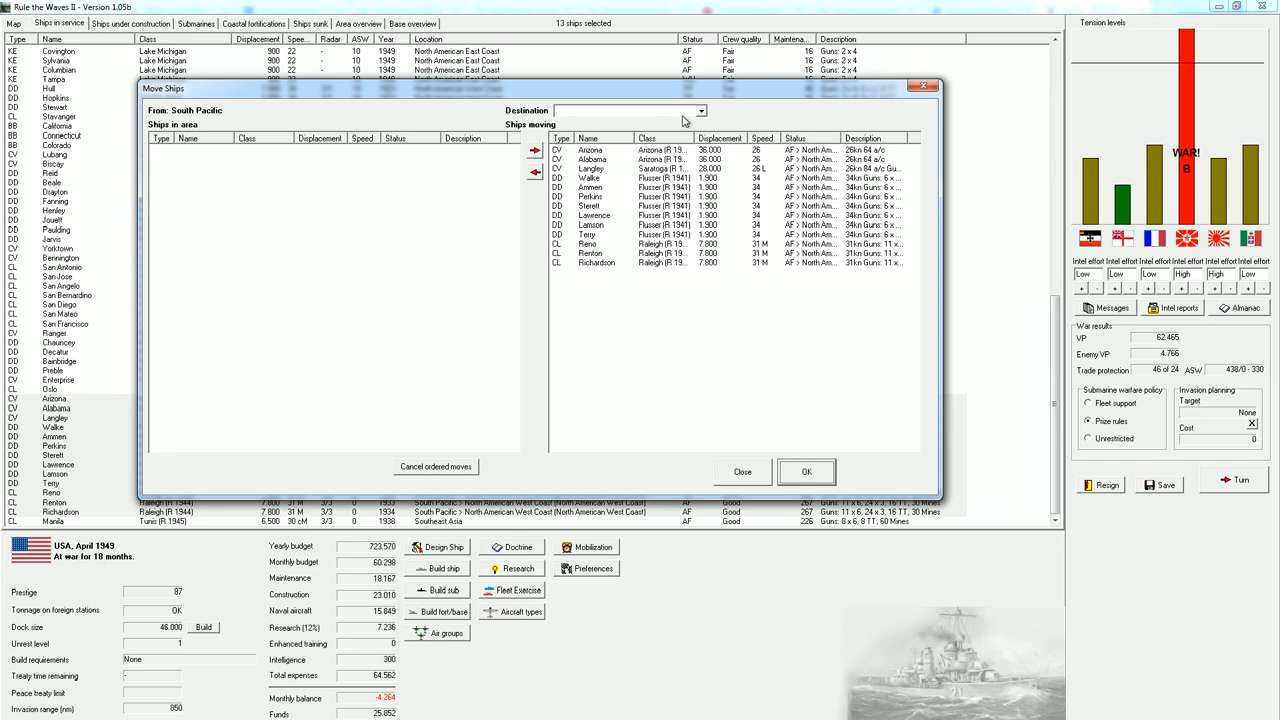 Rule the Waves II - Version 1.05b
Map Ships in service Ships under construction Submarines Coastal fortifications Ships sunk Area overview Base overview 13 ships selected
Type Name Class Displacement Spee... Radar ASW Year Location Status Crew quality Maintena... Description
KE Covington Lake Michigan 900 22 - 10 1949 North American East Coast AF Fair 16 Guns: 2 x 4
KE Sylvania Lake Michigan 900 22 - 10 1949 North American East Coast AF Fair 16 Guns: 2 x 4
KE Columbian Lake Michigan 900 22 - 10 1949 North American East Coast AF Fair 16 Guns: 2 x 4
KE Tampa
DD Hull
DD Hopkins
DD Stewart
CL Stavanger
BB California
BB Connecticut
BB Colorado
CV Lubang
CV Biscay
DD Reid
DD Beale
DD Drayton
DD Fanning
DD Henley
DD Jouett
DD Paulding
DD Jarvis
CV Yorktown
CV Bennington
CL San Antonio
CL San Jose
CL San Angelo
CL San Bernardino
CL San Diego
CL San Mateo
CL San Francisco
CV Ranger
DD Chauncey
DD Decatur
DD Bainbridge
DD Preble
CV Enterprise
CL Oslo
CV Arizona
CV Alabama
CV Langley
DD Walke
DD Ammen
DD Perkins
DD Sterett
DD Lawrence
DD Lamson
DD Terry
CL Reno
CL Renton Raleigh (R 1944) 7.800 31 M 3/3 AF 1934 South Pacific > North American West Coast (North American West Coast) AF Good 226 Guns: 11 x 6, 24 x 3, 16 TT, 30 Mines
CL Richardson Raleigh (R 1944) 7.800 31 M 3/3 AF 1934 South Pacific > North American West Coast (North American West Coast) AF Good Guns: 11 x 6, 24 x 3, 16 TT, 30 Mines
CL Manila Tunis (R 1945) 6.500 30 cM 3/3 AF 1938 Southeast Asia AF Good 226 Guns: 8 x 6, 8 TT, 60 Mines
Move Ships
From: South Pacific
Destination
Ships in area
Ships moving
Type Name Class Displacement Speed Status Description
Type Name Class Displacement Speed Status Description
CV Arizona Arizona (R 19... 36.000 26 AF > North Am... 26kn 64 a/c
CV Alabama Arizona (R 19... 36.000 26 AF > North Am... 26kn 64 a/c
CV Langley Saratoga (R 1... 28.000 26 L AF > North Am... 26kn 84 a/c Gu...
DD Walke Flusser (R 1941) 1.900 34 AF > North Am... 34kn Guns: 6 x ...
DD Ammen Flusser (R 1941) 1.900 34 AF > North Am... 34kn Guns: 6 x ...
DD Perkins Flusser (R 1941) 1.900 34 AF > North Am... 34kn Guns: 6 x ...
DD Sterett Flusser (R 1941) 1.900 34 AF > North Am... 34kn Guns: 6 x ...
DD Lawrence Flusser (R 1941) 1.900 34 AF > North Am... 34kn Guns: 6 x ...
DD Lamson Flusser (R 1941) 1.900 34 AF > North Am... 34kn Guns: 6 x ...
DD Terry Flusser (R 1941) 1.900 34 AF > North Am... 34kn Guns: 6 x ...
CL Reno Raleigh (R 19... 7.800 31 M AF > North Am... 31kn Guns: 11 x...
CL Renton Raleigh (R 19... 7.800 31 M AF > North Am... 31kn Guns: 11 x...
CL Richardson Raleigh (R 19... 7.800 31 M AF > North Am... 31kn Guns: 11 x...
Cancel ordered moves
Close
OK
Tension levels
WAR!
B
Intel effort Intel effort Intel effort Intel effort Intel effort Intel effort
Low Low Low High High Low
+ - + - + - + - + - + -
Messages Intel reports Almanac
War results
VP 62.465
Enemy VP 4.766
Trade protection 46 of 24 ASW 438/0 - 330
Submarine warfare policy
Fleet support
Prize rules
Unrestricted
Invasion planning
Target
None
Cost X
0
Resign Save Turn
USA, April 1949
At war for 18 months.
Prestige 87
Tonnage on foreign stations OK
Dock size 46.000 Build
Unrest level 1
Build requirements None
Treaty time remaining -
Peace treaty limit
Invasion range (nm) 850
Yearly budget 723.570
Monthly budget 60.298
Maintenance 18.167
Construction 23.010
Naval aircraft 15.849
Research (12%) 7.236
Enhanced training 0
Intelligence 300
Total expenses 64.562
Monthly balance -4.264
Funds 25.852
Design Ship Doctrine Mobilization
Build ship Research Preferences
Build sub Fleet Exercise
Build fort/base Aircraft types
Air groups